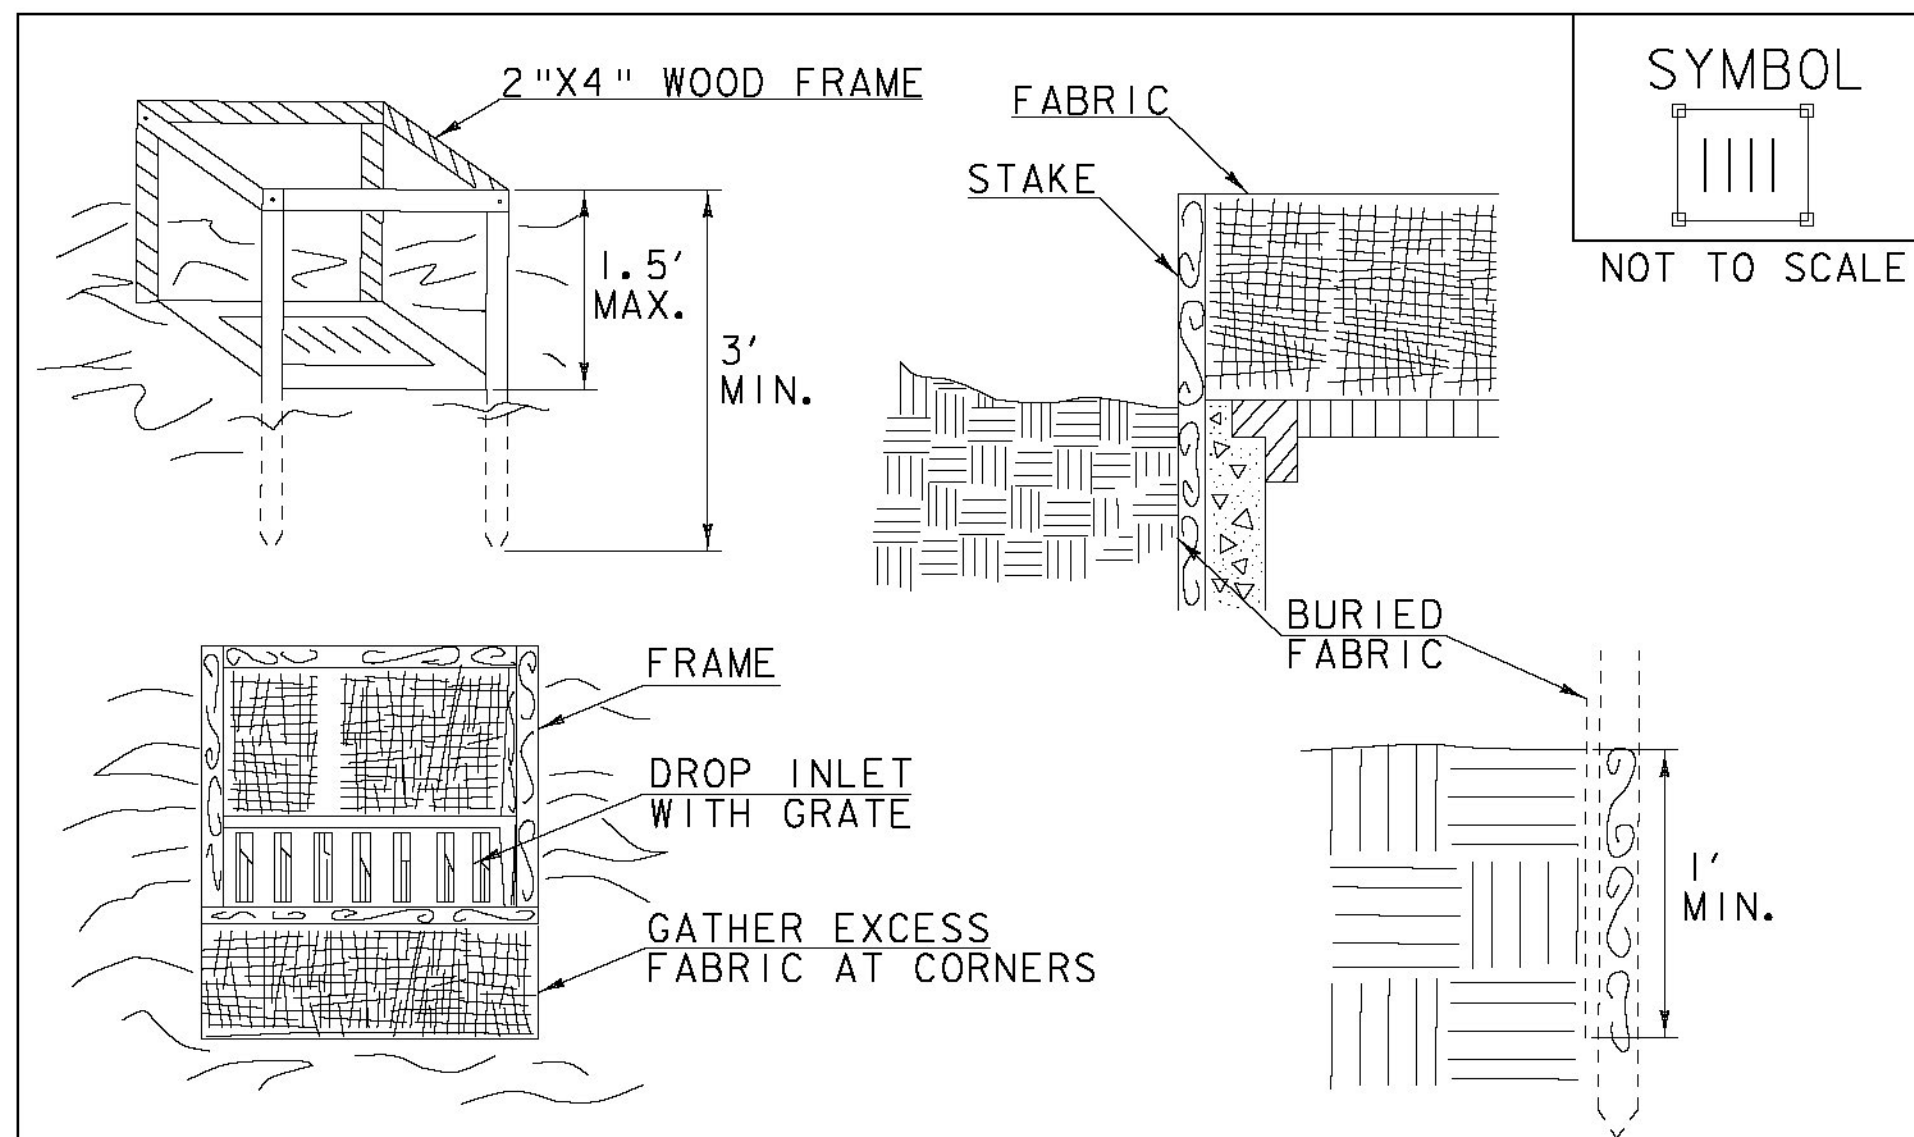 2"X4" WOOD FRAME
1.5'
MAX.
3'
MIN.
FABRIC
STAKE
SYMBOL
NOT TO SCALE
BURIED
FABRIC
FRAME
DROP INLET
WITH GRATE
GATHER EXCESS
FABRIC AT CORNERS
1'
MIN.